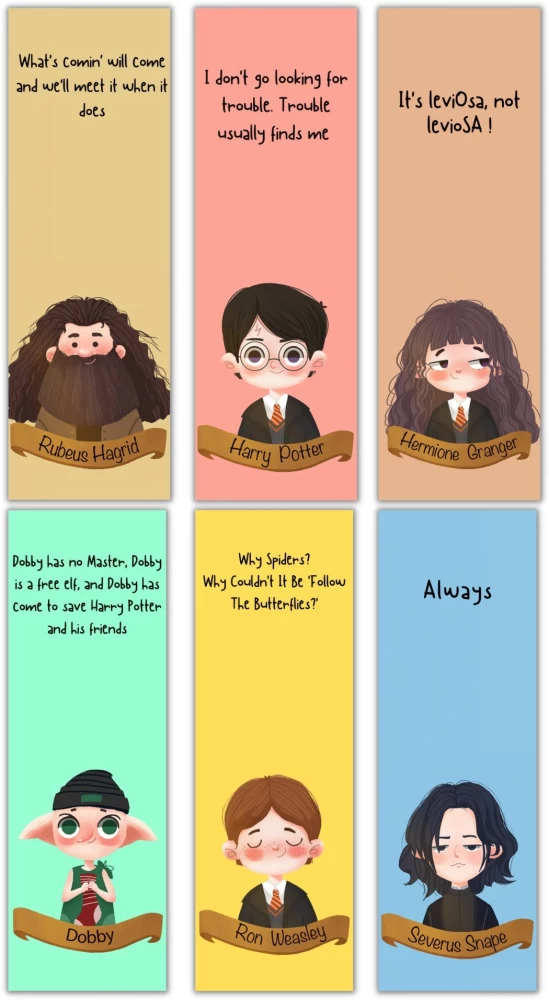 What's comin' will come
and we'll meet it when it
does
Rubeus Hagrid
I don't go looking for
trouble. Trouble
usually finds me
Harry Potter
It's leviOsa, not
levioSA !
Hermione Granger
Dobby has no Master, Dobby
is a free elf, and Dobby has
come to save Harry Potter
and his friends
Dobby
Why Spiders?
Why Couldn't It Be 'Follow
The Butterflies?'
Ron Weasley
Always
Severus Snape